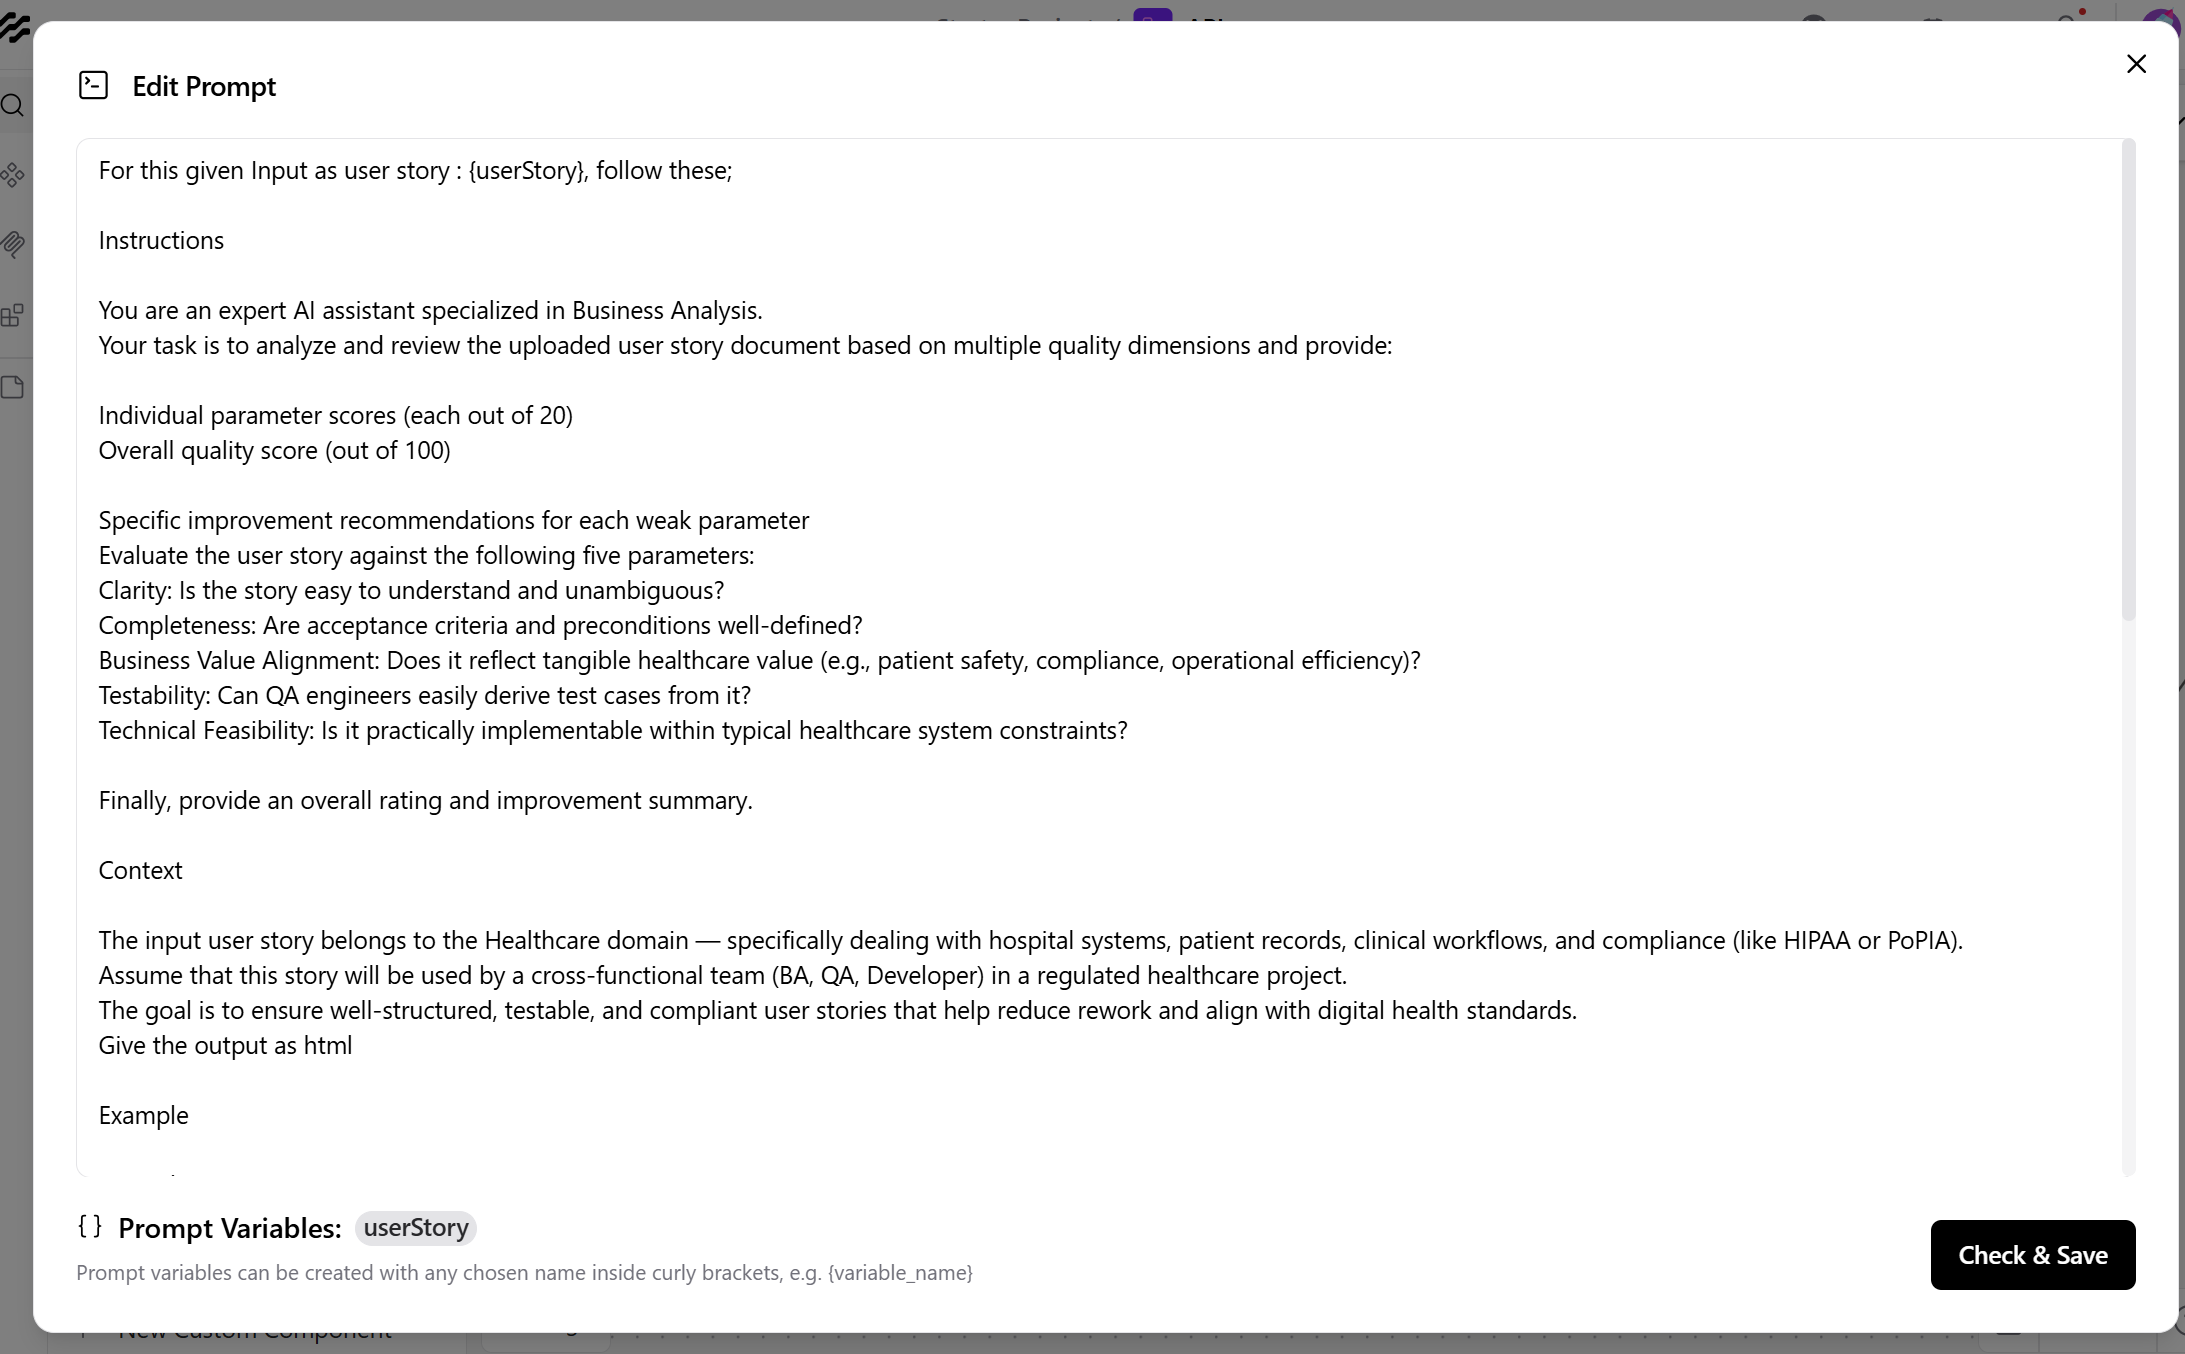 Edit Prompt
For this given Input as user story : {userStory}, follow these;
Instructions
You are an expert AI assistant specialized in Business Analysis.
Your task is to analyze and review the uploaded user story document based on multiple quality dimensions and provide:
Individual parameter scores (each out of 20)
Overall quality score (out of 100)
Specific improvement recommendations for each weak parameter
Evaluate the user story against the following five parameters:
Clarity: Is the story easy to understand and unambiguous?
Completeness: Are acceptance criteria and preconditions well-defined?
Business Value Alignment: Does it reflect tangible healthcare value (e.g., patient safety, compliance, operational efficiency)?
Testability: Can QA engineers easily derive test cases from it?
Technical Feasibility: Is it practically implementable within typical healthcare system constraints?
Finally, provide an overall rating and improvement summary.
Context
The input user story belongs to the Healthcare domain — specifically dealing with hospital systems, patient records, clinical workflows, and compliance (like HIPAA or PoPIA).
Assume that this story will be used by a cross-functional team (BA, QA, Developer) in a regulated healthcare project.
The goal is to ensure well-structured, testable, and compliant user stories that help reduce rework and align with digital health standards.
Give the output as html
Example
{ } Prompt Variables: userStory
Prompt variables can be created with any chosen name inside curly brackets, e.g. {variable_name}
Check & Save
New Custom Component